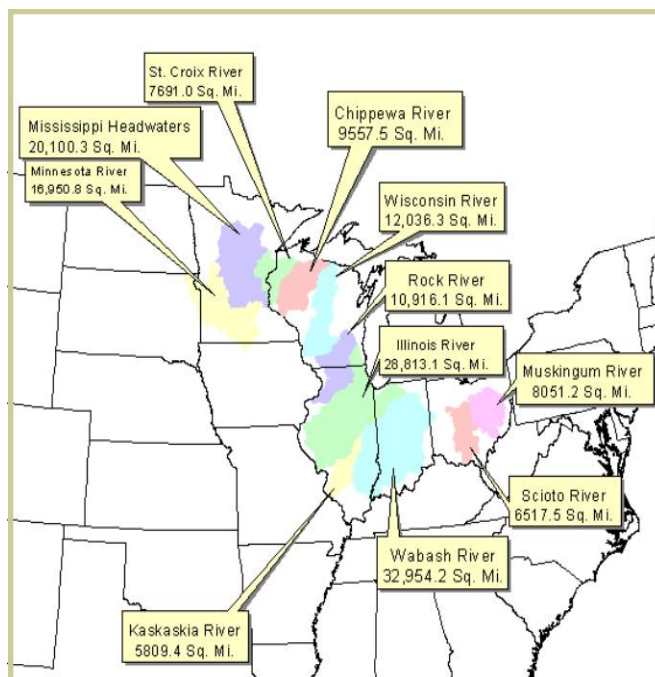 St. Croix River
7691.0 Sq. Mi.
Chippewa River
9557.5 Sq. Mi.
Mississippi Headwaters
20,100.3 Sq. Mi.
Minnesota River
16,950.8 Sq. Mi.
Wisconsin River
12,036.3 Sq. Mi.
Rock River
10,916.1 Sq. Mi.
Illinois River
28,813.1 Sq. Mi.
Muskingum River
8051.2 Sq. Mi.
Scioto River
6517.5 Sq. Mi.
Wabash River
32,954.2 Sq. Mi.
Kaskaskia River
5809.4 Sq. Mi.